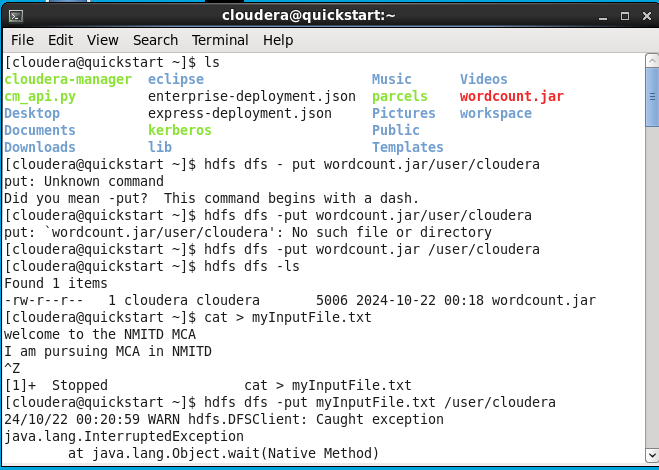 cloudera@quickstart:~
File Edit View Search Terminal Help
[cloudera@quickstart ~]$ ls
cloudera-manager  eclipse                     Music      Videos
cm_api.py         enterprise-deployment.json  parcels    wordcount.jar
Desktop           express-deployment.json     Pictures   workspace
Documents         kerberos                    Public
Downloads         lib                         Templates
[cloudera@quickstart ~]$ hdfs dfs - put wordcount.jar/user/cloudera
put: Unknown command
Did you mean -put?  This command begins with a dash.
[cloudera@quickstart ~]$ hdfs dfs -put wordcount.jar/user/cloudera
put: `wordcount.jar/user/cloudera': No such file or directory
[cloudera@quickstart ~]$ hdfs dfs -put wordcount.jar /user/cloudera
[cloudera@quickstart ~]$ hdfs dfs -ls
Found 1 items
-rw-r--r--   1 cloudera cloudera       5006 2024-10-22 00:18 wordcount.jar
[cloudera@quickstart ~]$ cat > myInputFile.txt
welcome to the NMITD MCA
I am pursuing MCA in NMITD
^Z
[1]+  Stopped                 cat > myInputFile.txt
[cloudera@quickstart ~]$ hdfs dfs -put myInputFile.txt /user/cloudera
24/10/22 00:20:59 WARN hdfs.DFSClient: Caught exception
java.lang.InterruptedException
        at java.lang.Object.wait(Native Method)